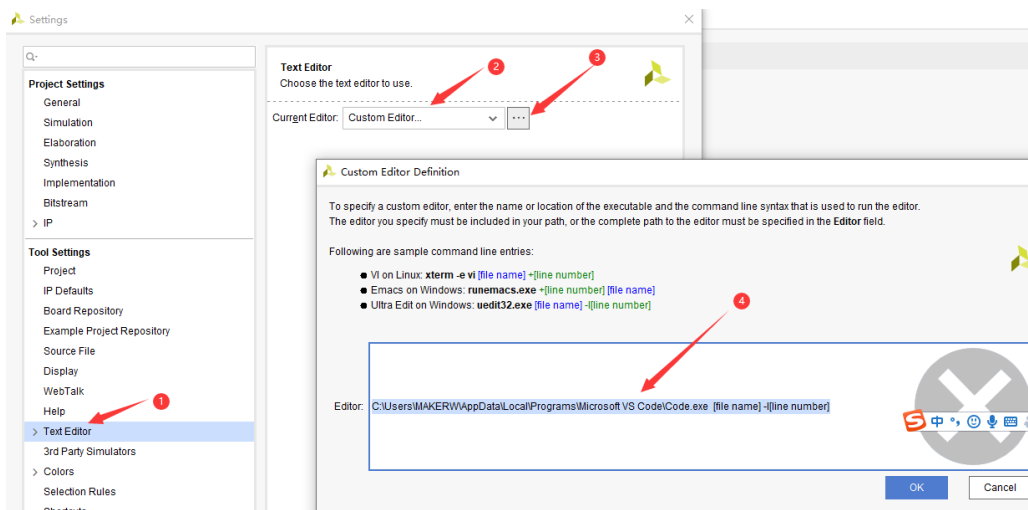 Settings
Q-
Project Settings
General
Simulation
Elaboration
Synthesis
Implementation
Bitstream
> IP
Tool Settings
Project
IP Defaults
Board Repository
Example Project Repository
Source File
Display
WebTalk
Help
1
> Text Editor
3rd Party Simulators
> Colors
Selection Rules
Text Editor
Choose the text editor to use.
2
3
Current Editor: Custom Editor... ...
Custom Editor Definition
To specify a custom editor, enter the name or location of the executable and the command line syntax that is used to run the editor.
The editor you specify must be included in your path, or the complete path to the editor must be specified in the Editor field.
Following are sample command line entries:
● VI on Linux: xterm -e vi [file name] +[line number]
● Emacs on Windows: runemacs.exe +[line number] [file name]
● Ultra Edit on Windows: uedit32.exe [file name] -l[line number]
4
Editor: C:\Users\MAKERW\AppData\Local\Programs\Microsoft VS Code\Code.exe [file name] -l[line number]
S 中
OK Cancel